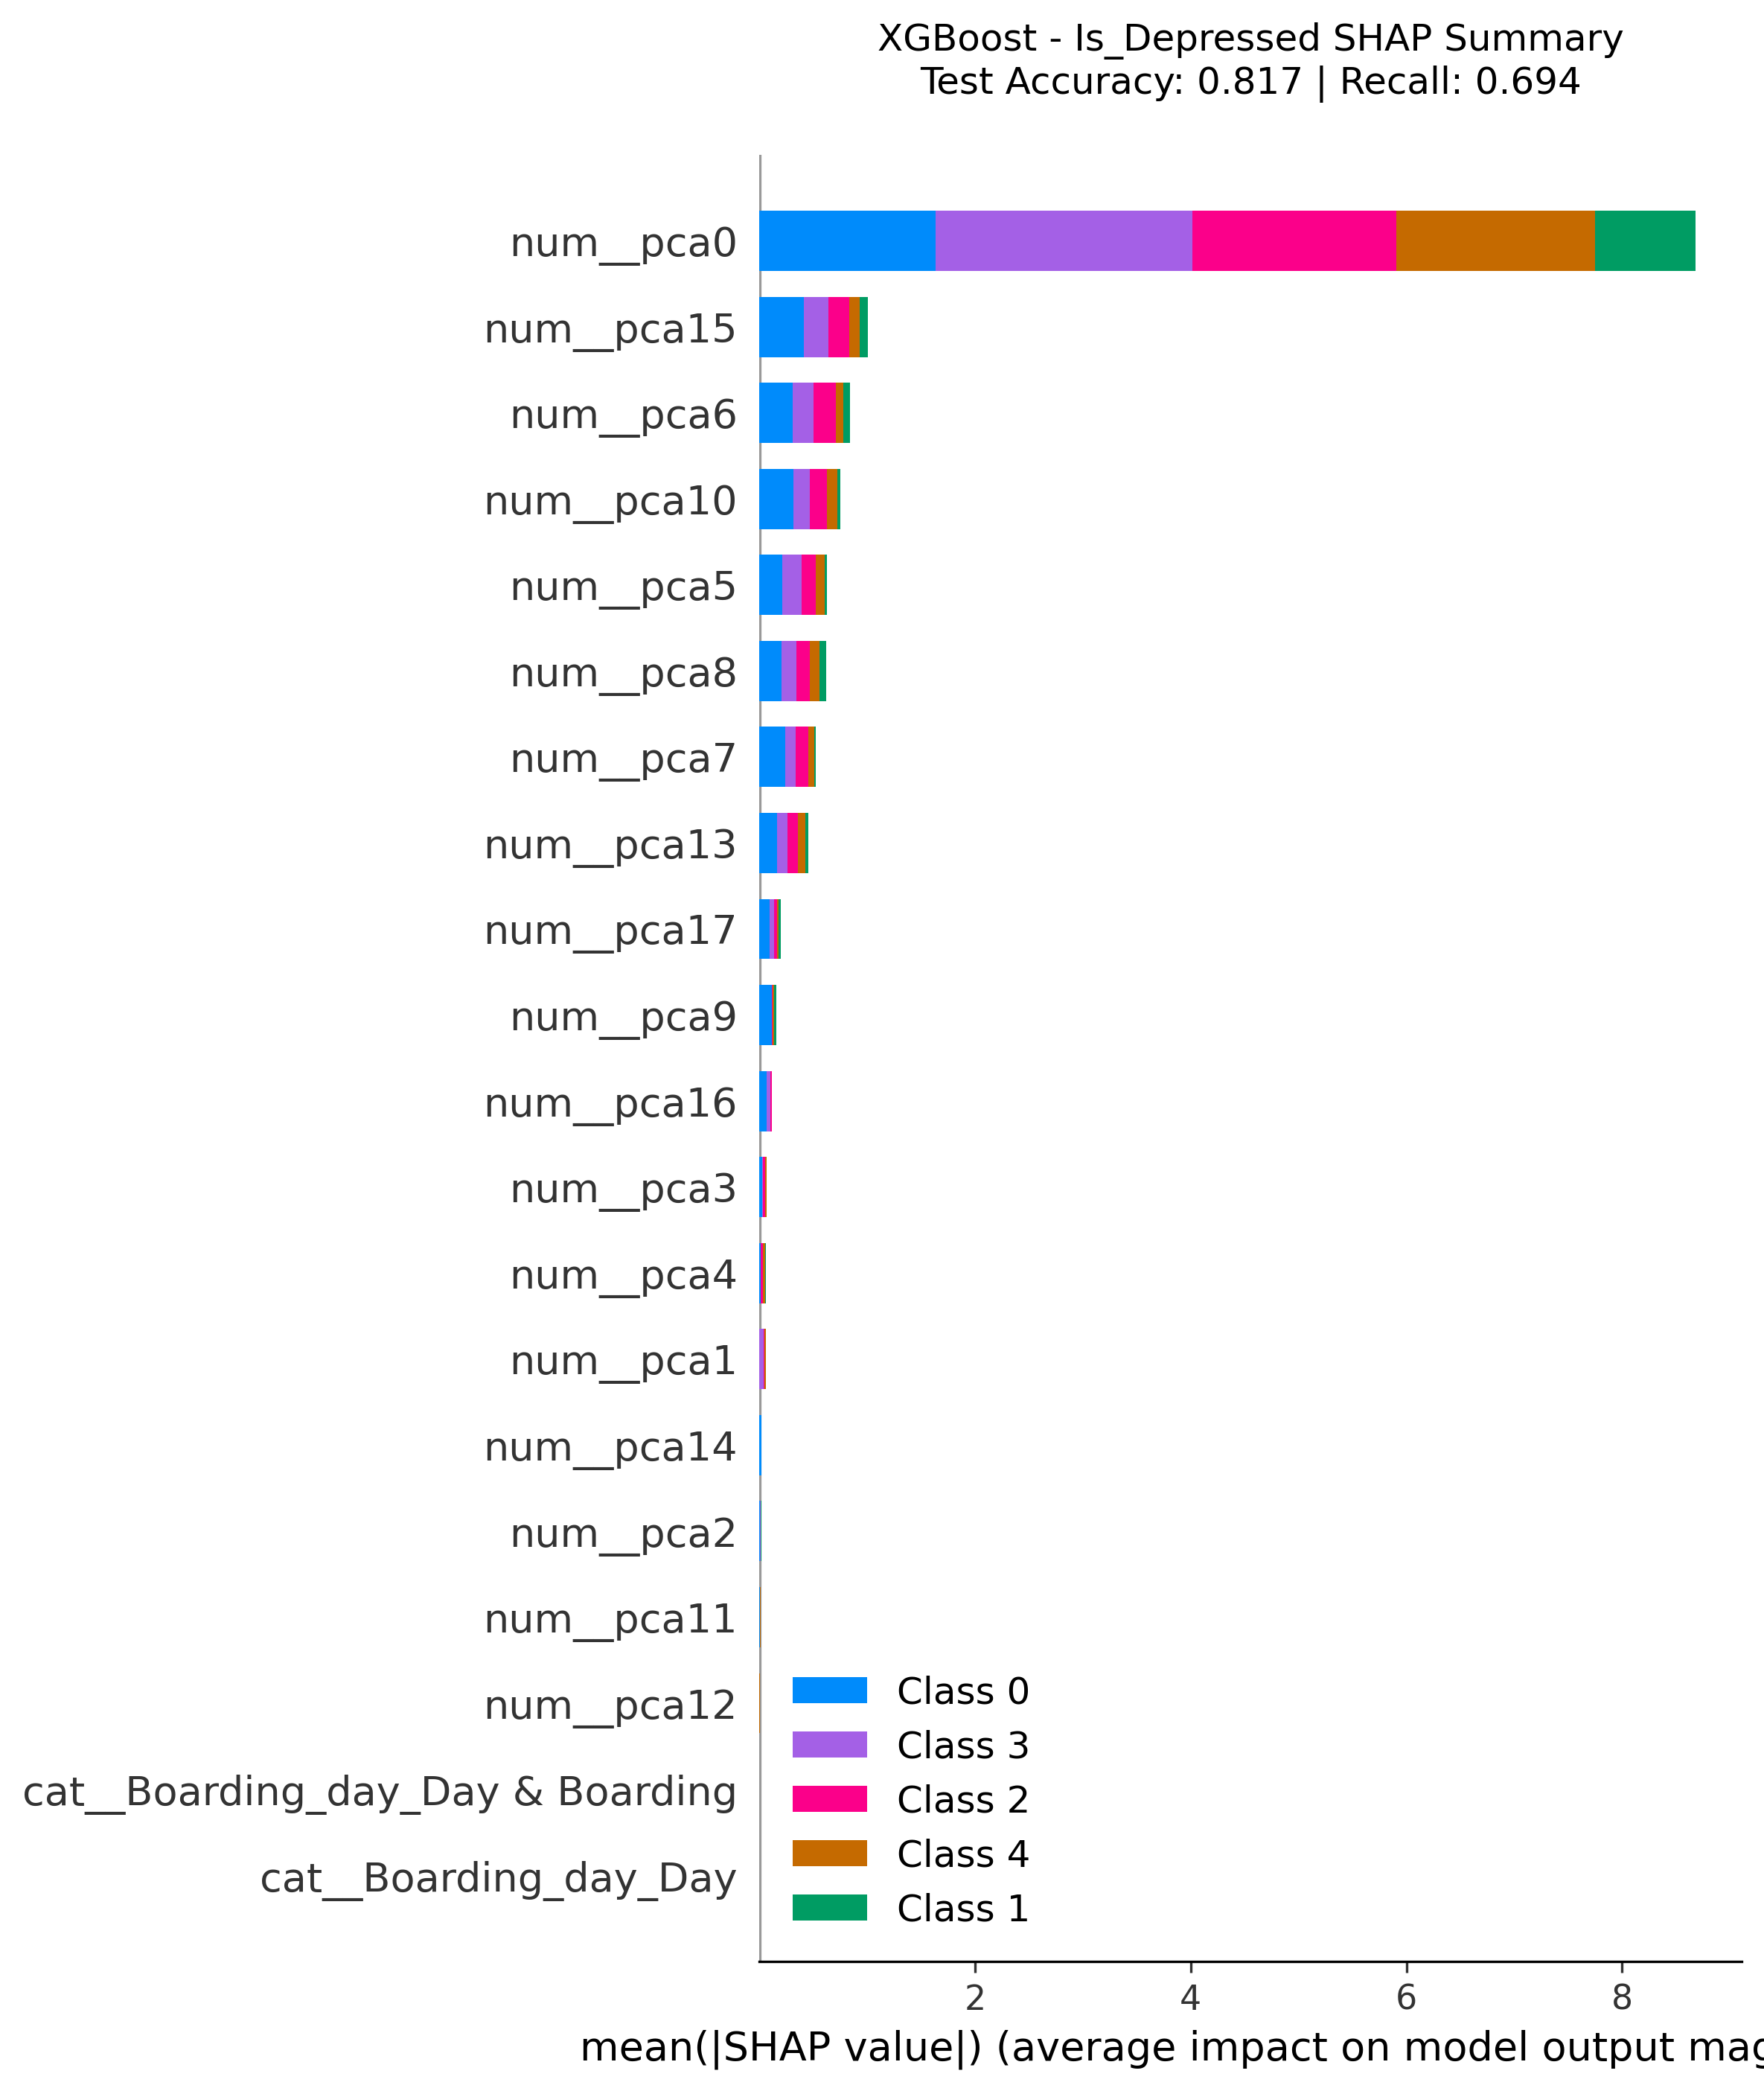 XGBoost - Is_Depressed SHAP Summary
Test Accuracy: 0.817 | Recall: 0.694
num__pca0
num__pca15
num__pca6
num__pca10
num__pca5
num__pca8
num__pca7
num__pca13
num__pca17
num__pca9
num__pca16
num__pca3
num__pca4
num__pca1
num__pca14
num__pca2
num__pca11
num__pca12
cat__Boarding_day_Day & Boarding
cat__Boarding_day_Day
Class 0
Class 3
Class 2
Class 4
Class 1
2 4 6 8
mean(|SHAP value|) (average impact on model output mag